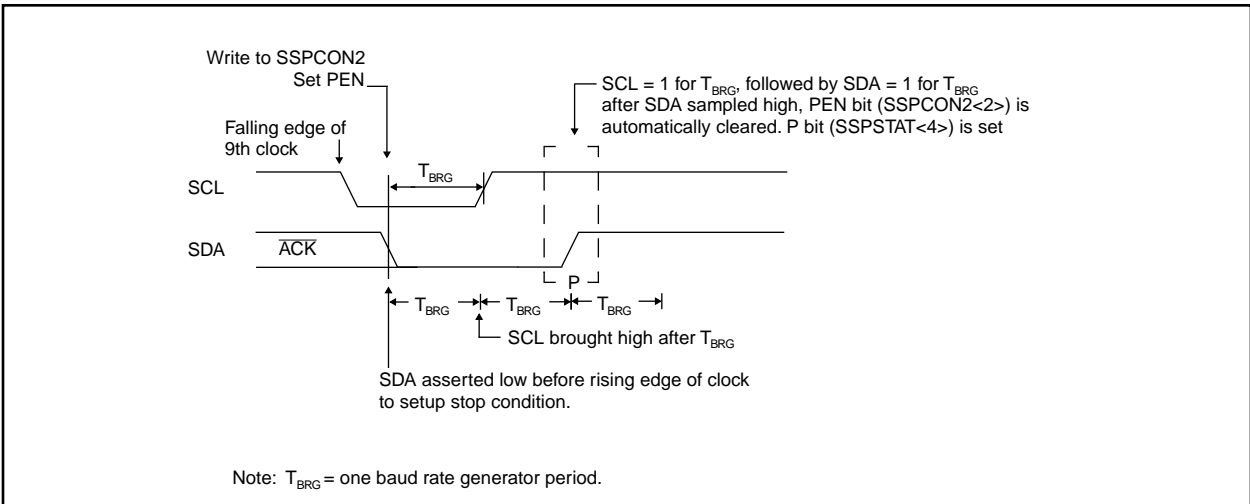 Write to SSPCON2
Set PEN
SCL = 1 for TBRG, followed by SDA = 1 for TBRG
after SDA sampled high, PEN bit (SSPCON2<2>) is
automatically cleared. P bit (SSPSTAT<4>) is set
Falling edge of
9th clock
TBRG
SCL
SDA
ACK
P
TBRG
TBRG
TBRG
SCL brought high after TBRG
SDA asserted low before rising edge of clock
to setup stop condition.
Note: TBRG = one baud rate generator period.